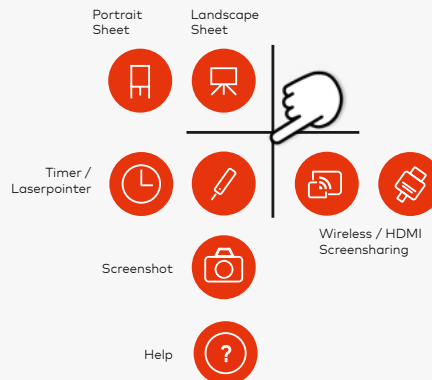 Portrait
Sheet
Landscape
Sheet
Timer /
Laserpointer
Wireless / HDMI
Screensharing
Screenshot
Help
?